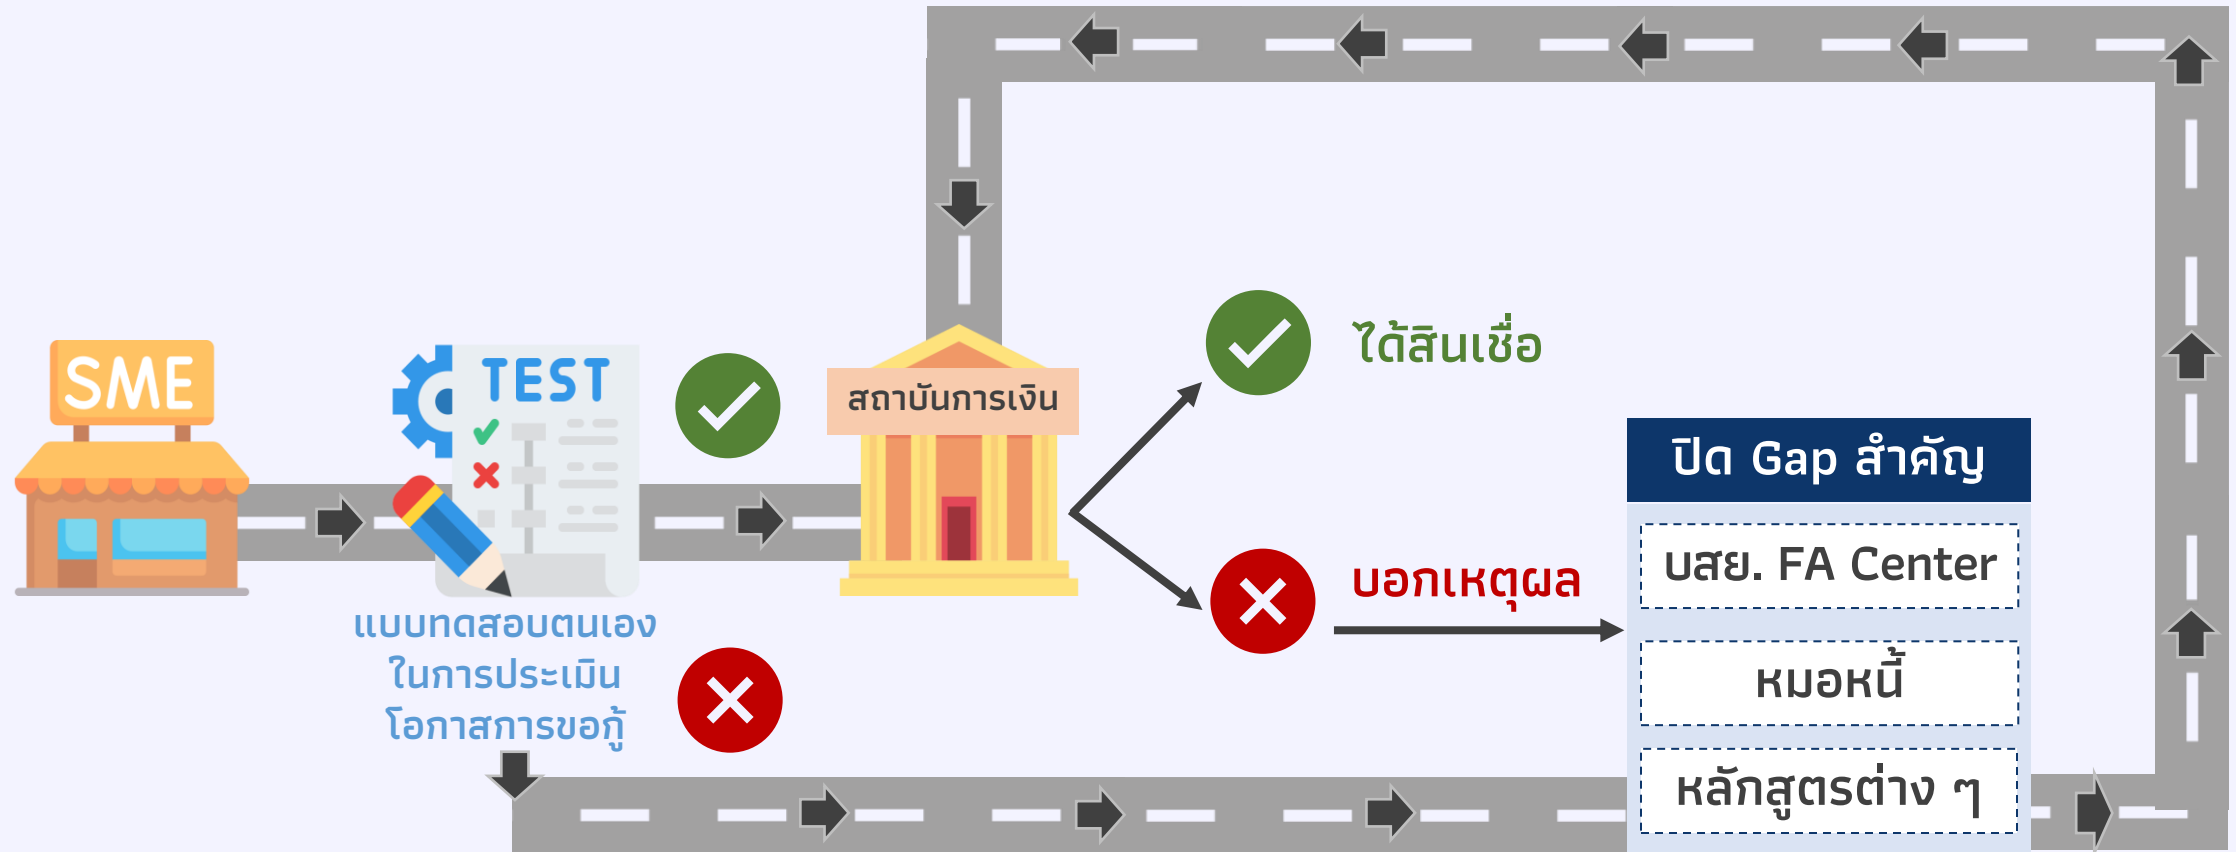 SME
TEST
แบบทดสอบตนเอง
ในการประเมิน
โอกาสการขอกู้
สถาบันการเงิน
ได้สินเชื่อ
บอกเหตุผล
ปิด Gap สำคัญ
บสย. FA Center
หมอหนี้
หลักสูตรต่าง ๆ